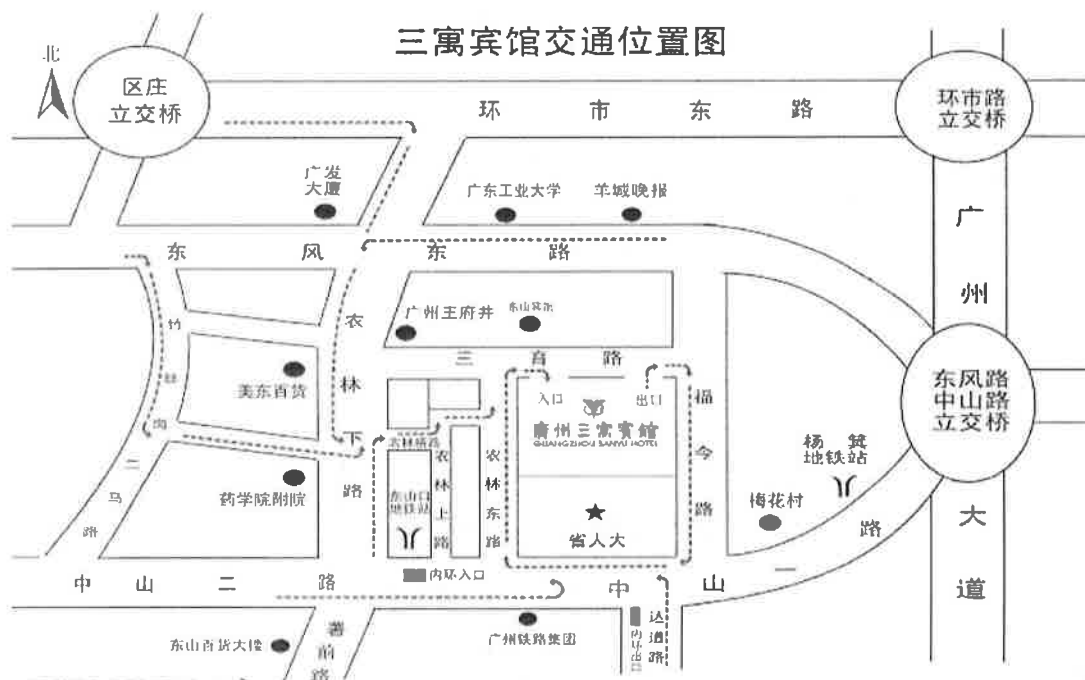 三寓宾馆交通位置图
北
区庄
立交桥
环市东路
环市路
立交桥
广发
大厦
广东工业大学
羊城晚报
广州大道
东风东路
广州王府井
东山宾馆
竹丝岗二马路
农林下路
三育路
美东百货
入口
出口
福今路
東风路
中山路
立交桥
廣州三寓賓館
GUANGZHOU SANYU HOTEL
农林横路
农林上路
农林东路
杨箕
地铁站
药学院附院
东山口
地铁站
梅花村
省人大
中山二路
内环入口
中山一路
东山百货大楼
署前路
广州铁路集团
内环出口
达道路